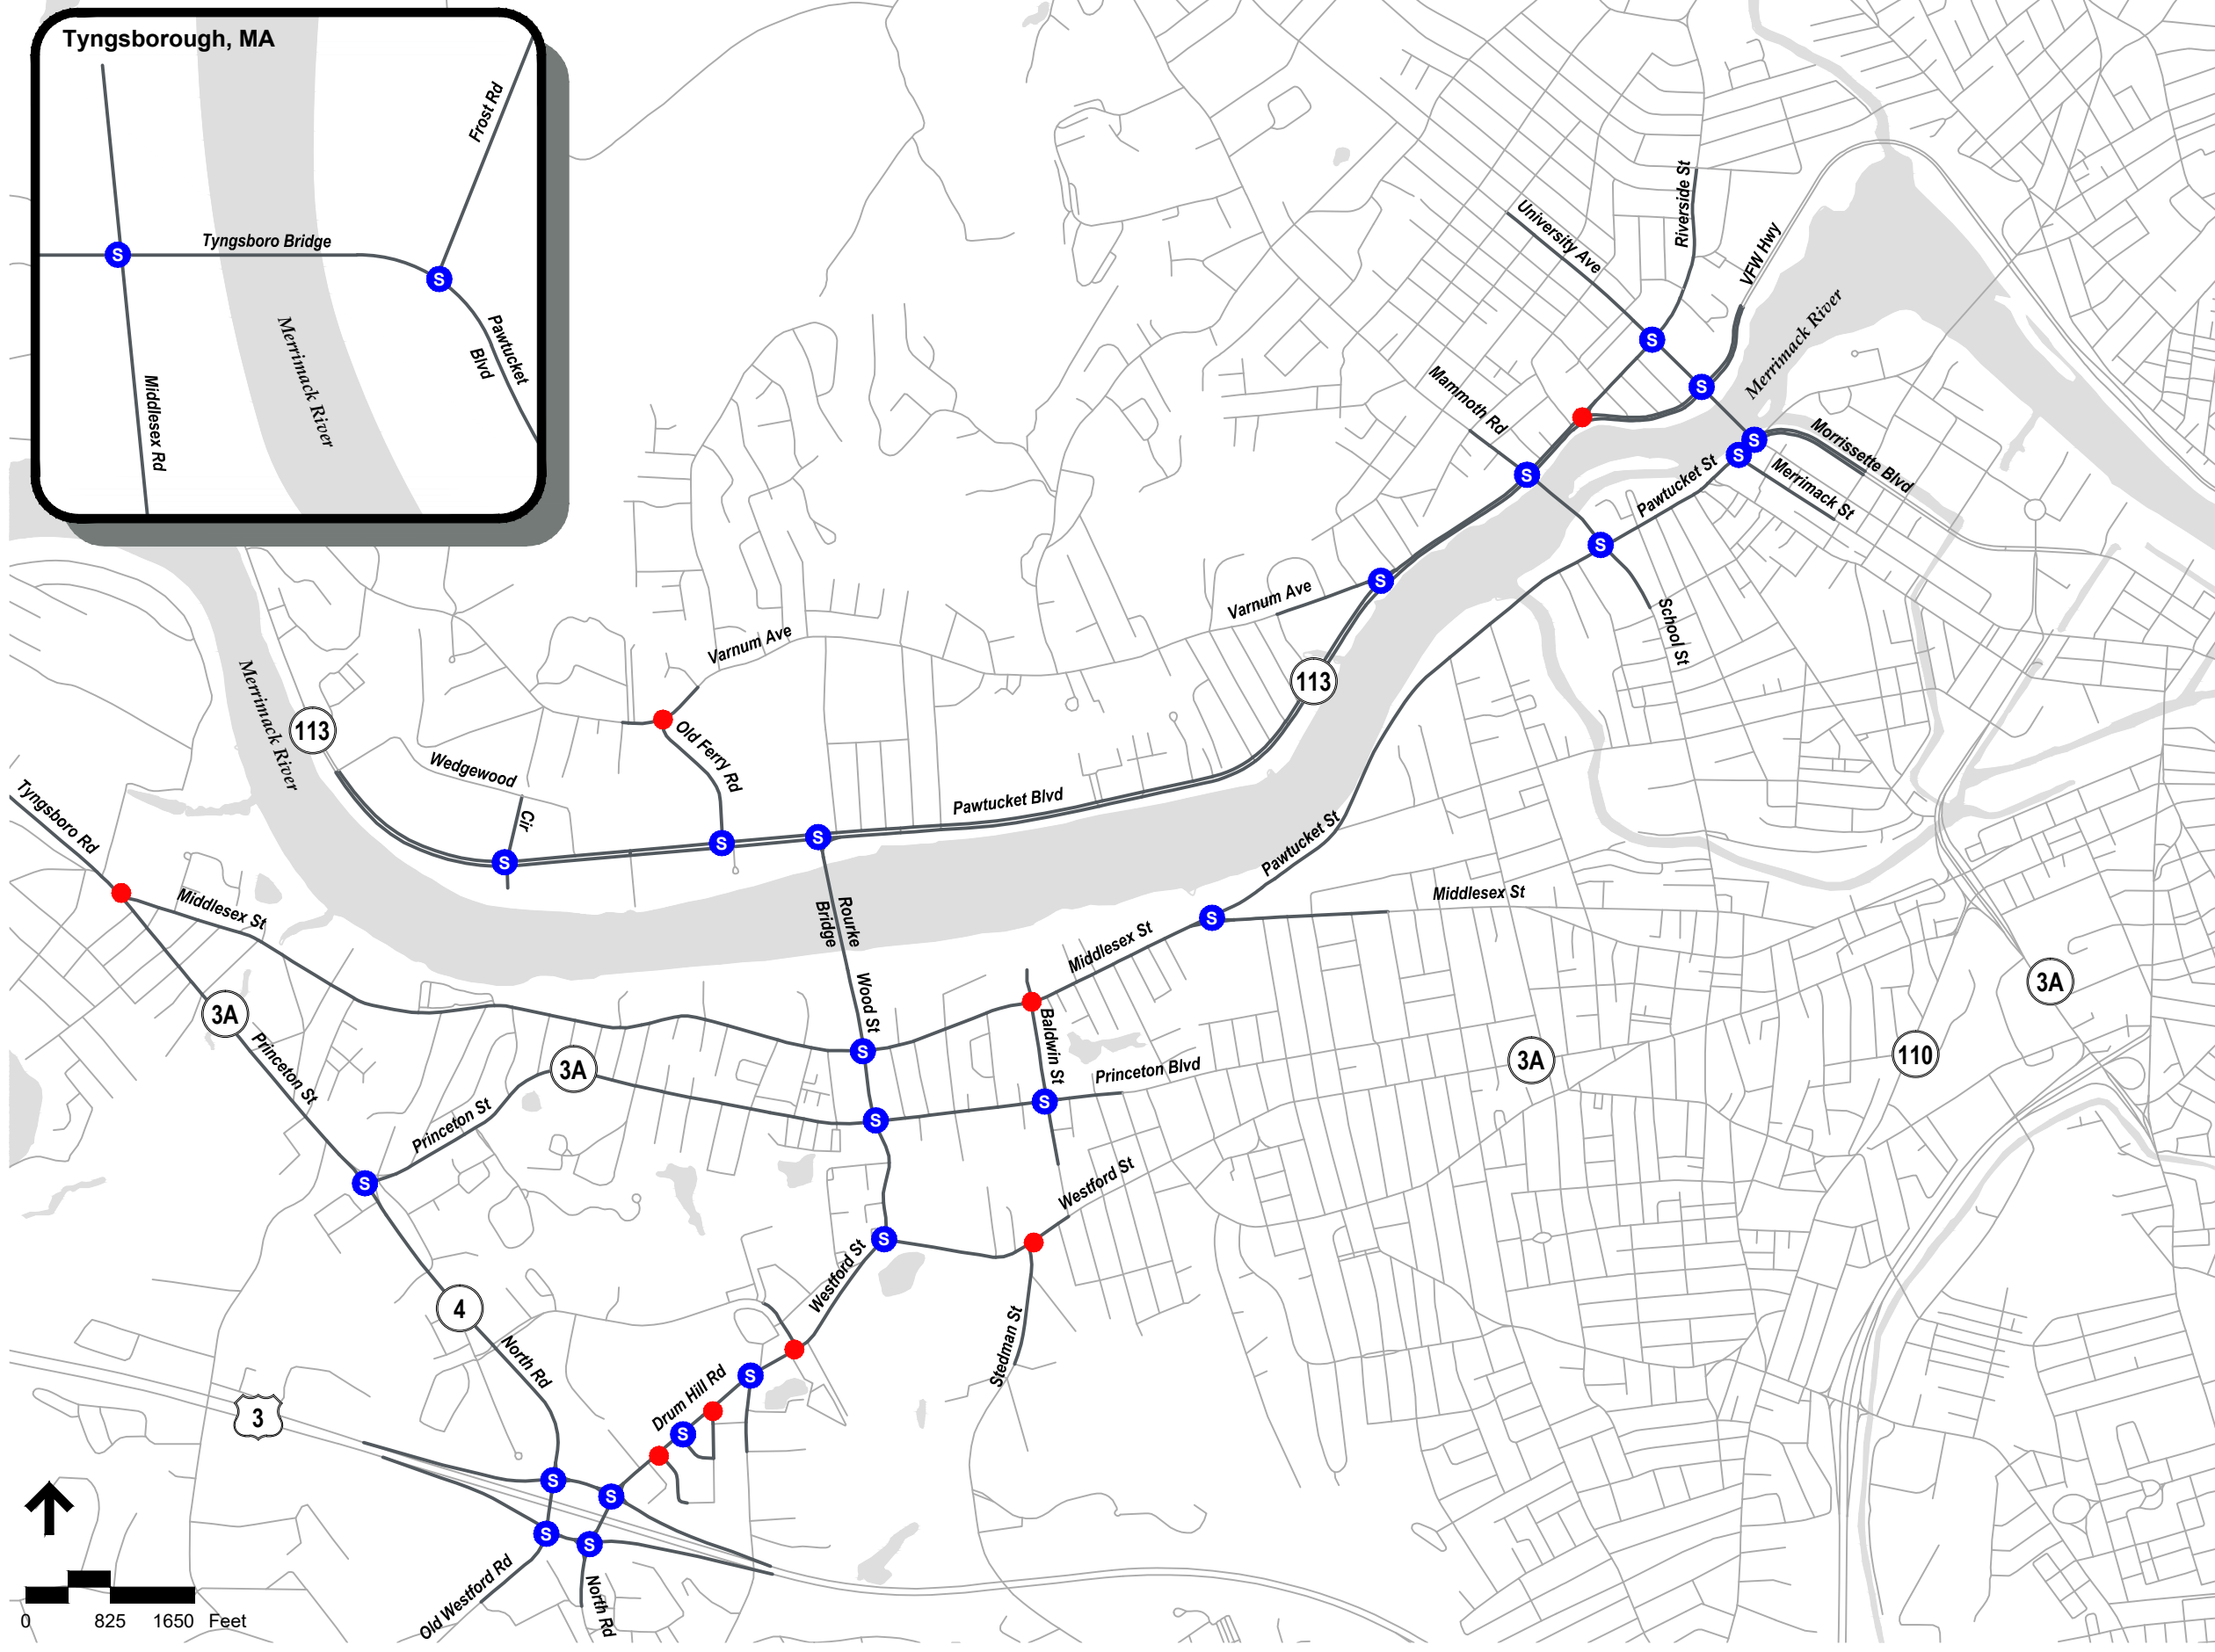 Tyngsborough, MA
Frost Rd
Tyngsboro Bridge
S
S
Pawtucket
Blvd
Merrimack River
Middlesex Rd
Riverside St
University Ave
VFW Hwy
Merrimack River
S
S
Mammoth Rd
Morrissette Blvd
S
S
Merrimack St
Pawtucket St
S
S
School St
Varnum Ave
S
Varnum Ave
Merrimack River
113
113
Old Ferry Rd
Wedgewood
Cir
Pawtucket Blvd
S
S
S
Tyngsboro Rd
Pawtucket St
Middlesex St
Middlesex St
Rourke
Bridge
S
Middlesex St
Wood St
3A
3A
Baldwin St
S
Princeton St
3A
Princeton Blvd
3A
110
S
S
Princeton St
S
Westford St
S
Westford St
4
North Rd
Stedman St
S
Drum Hill Rd
3
S
S
S
S
S
Old Westford Rd
North Rd
0 825 1650 Feet